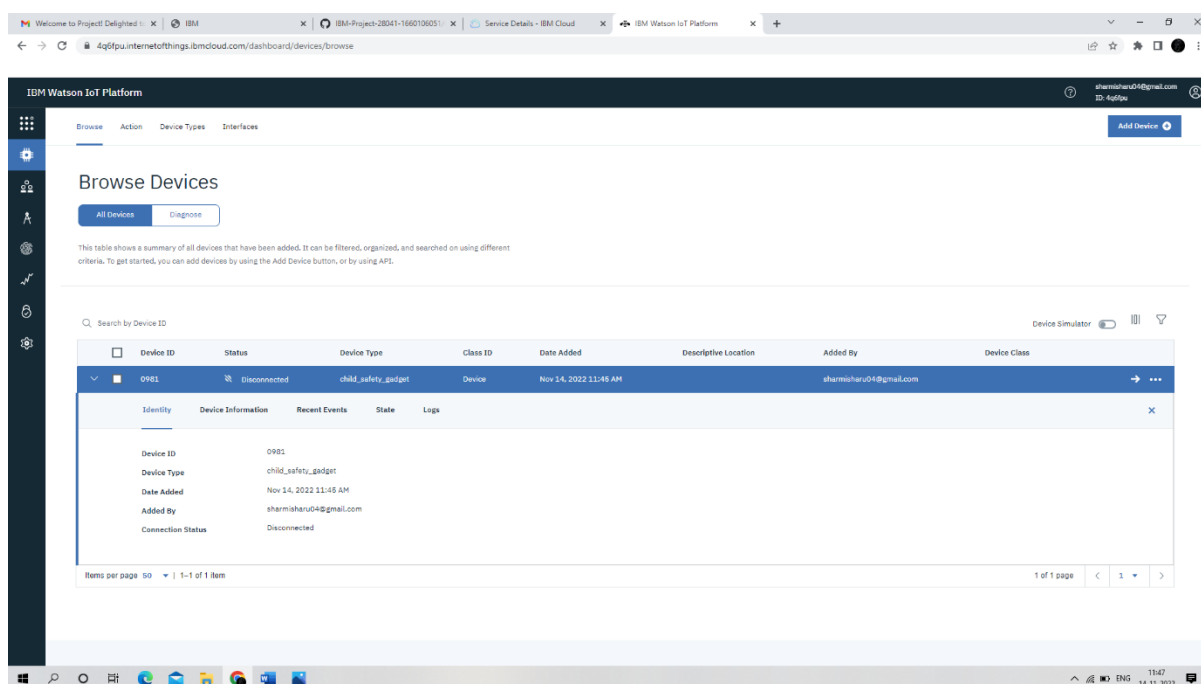 Welcome to Project! Delighted to
IBM
IBM-Project-28041-1660106051/
Service Details - IBM Cloud
IBM Watson IoT Platform
4q6fpu.internetofthings.ibmcloud.com/dashboard/devices/browse
IBM Watson IoT Platform
sharmisharu04@gmail.com
ID: 4q6fpu
Browse Action Device Types Interfaces
Add Device
Browse Devices
All Devices Diagnose
This table shows a summary of all devices that have been added. It can be filtered, organized, and searched on using different
criteria. To get started, you can add devices by using the Add Device button, or by using API.
Search by Device ID
Device Simulator
Device ID Status Device Type Class ID Date Added Descriptive Location Added By Device Class
0981 Disconnected child_safety_gadget Device Nov 14, 2022 11:45 AM sharmisharu04@gmail.com
Identity Device Information Recent Events State Logs
Device ID 0981
Device Type child_safety_gadget
Date Added Nov 14, 2022 11:45 AM
Added By sharmisharu04@gmail.com
Connection Status Disconnected
Items per page 50 | 1–1 of 1 item
1 of 1 page 1
ENG
11:47
14-11-2022